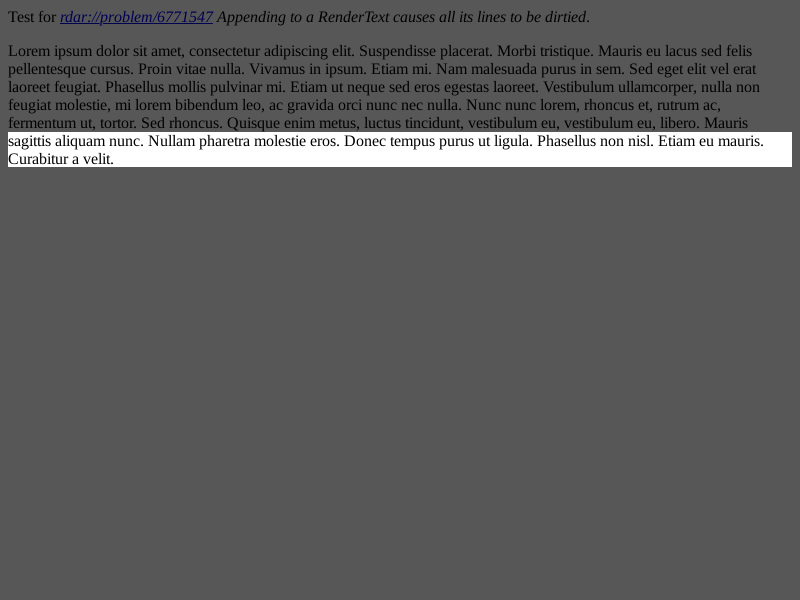 Test for rdar://problem/6771547 Appending to a RenderText causes all its lines to be dirtied.
Lorem ipsum dolor sit amet, consectetur adipiscing elit. Suspendisse placerat. Morbi tristique. Mauris eu lacus sed felis
pellentesque cursus. Proin vitae nulla. Vivamus in ipsum. Etiam mi. Nam malesuada purus in sem. Sed eget elit vel erat
laoreet feugiat. Phasellus mollis pulvinar mi. Etiam ut neque sed eros egestas laoreet. Vestibulum ullamcorper, nulla non
feugiat molestie, mi lorem bibendum leo, ac gravida orci nunc nec nulla. Nunc nunc lorem, rhoncus et, rutrum ac,
fermentum ut, tortor. Sed rhoncus. Quisque enim metus, luctus tincidunt, vestibulum eu, vestibulum eu, libero. Mauris
sagittis aliquam nunc. Nullam pharetra molestie eros. Donec tempus purus ut ligula. Phasellus non nisl. Etiam eu mauris.
Curabitur a velit.